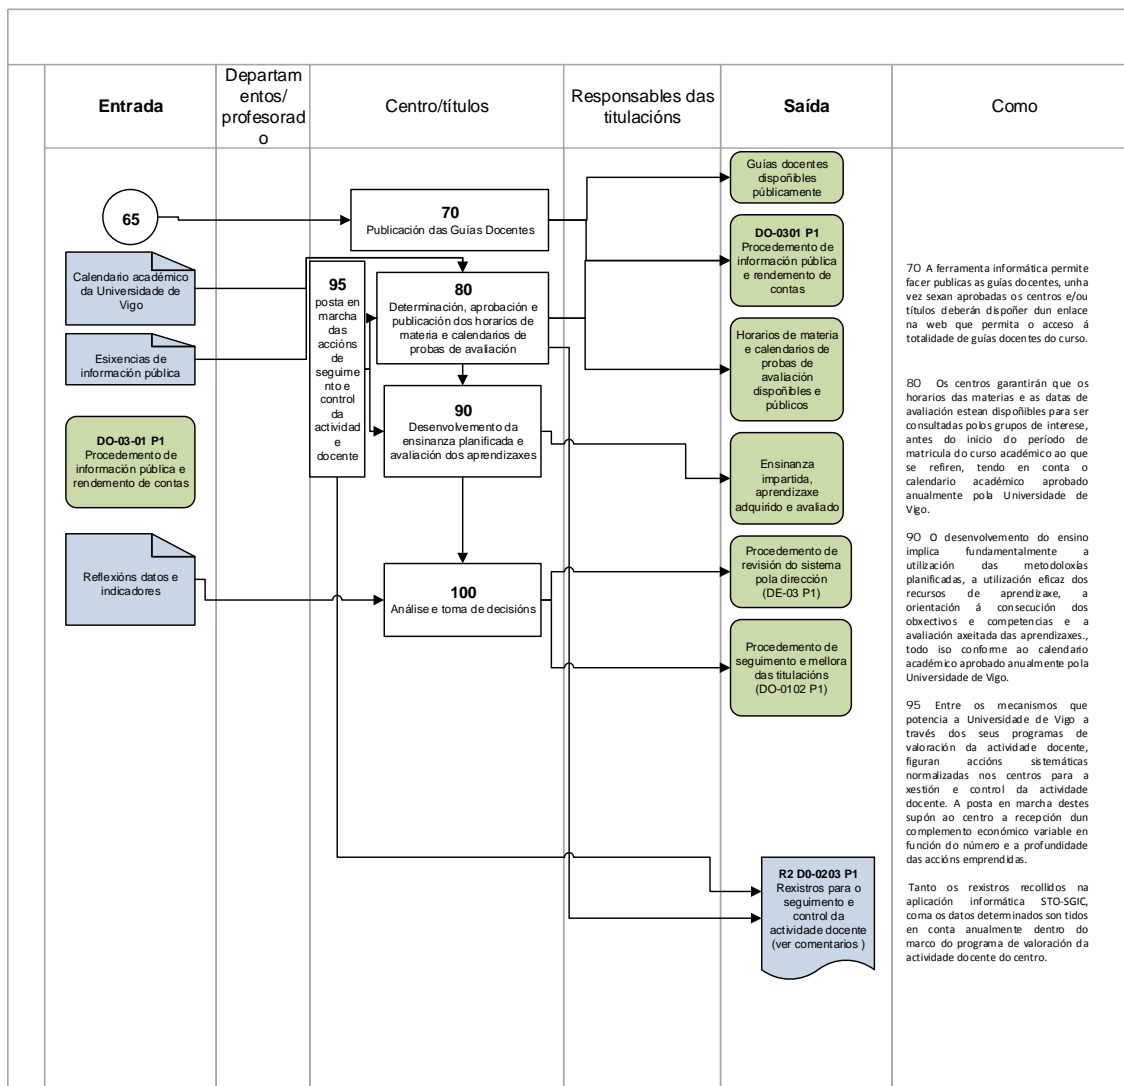 Entrada
Departam
entos/
profesorad
o
Centro/títulos
Responsables das
titulacións
Saída
Como
65
Calendario académico
da Universidade de
Vigo
Esixencias de
información pública
DO-03-01 P1
Procedemento de
información pública e
rendemento de contas
Reflexións datos e
indicadores
70
Publicación das Guías Docentes
95
posta en
marcha
das
accións
de
seguime
nto e
control
da
actividad
e
docente
80
Determinación, aprobación e
publicación dos horarios de
materia e calendarios de
probas de avaliación
90
Desenvolvemento da
ensinanza planificada e
avaliación dos aprendizaxes
100
Análise e toma de decisións
Guías docentes
dispoñibles
públicamente
DO-0301 P1
Procedemento de
información pública
e rendemento de
contas
Horarios de materia
e calendarios de
probas de
avaliación
dispoñibles e
públicos
Ensinanza
impartida,
aprendizaxe
adquirido e avaliado
Procedemento de
revisión do sistema
pola dirección
(DE-03 P1)
Procedemento de
seguimento e mellora
das titulacións
(DO-0102 P1)
R2 D0-0203 P1
Rexistros para o
seguimento e
control da
actividade docente
(ver comentarios )
70 A ferramenta informática permite
facer publicas as guías docentes, unha
vez sexan aprobadas os centros e/ou
títulos deberán dispoñer dun enlace
na web que permita o acceso á
totalidade de guías docentes do curso.
80 Os centros garantirán que os
horarios das materias e as datas de
avaliación estean dispoñibles para ser
consultadas polos grupos de interese,
antes do inicio do período de
matricula do curso académico ao que
se refiren, tendo en conta o
calendario académico aprobado
anualmente pola Universidade de
Vigo.
90 O desenvolvemento do ensino
implica fundamentalmente a
utilización das metodoloxías
planificadas, a utilización eficaz dos
recursos de aprendizaxe, a
orientación á consecución dos
obxectivos e competencias e a
avaliación axeitada das aprendizaxes.,
todo iso conforme ao calendario
académico aprobado anualmente pola
Universidade de Vigo.
95 Entre os mecanismos que
potencia a Universidade de Vigo a
través dos seus programas de
valoración da actividade docente,
figuran accións sistemáticas
normalizadas nos centros para a
xestión e control da actividade
docente. A posta en marcha destes
supón ao centro a recepción dun
complemento económico variable en
función do número e a profundidade
das accións emprendidas.
Tanto os rexistros recollidos na
aplicación informática STO-SGIC,
coma os datos determinados son tidos
en conta anualmente dentro do
marco do programa de valoración da
actividade docente do centro.